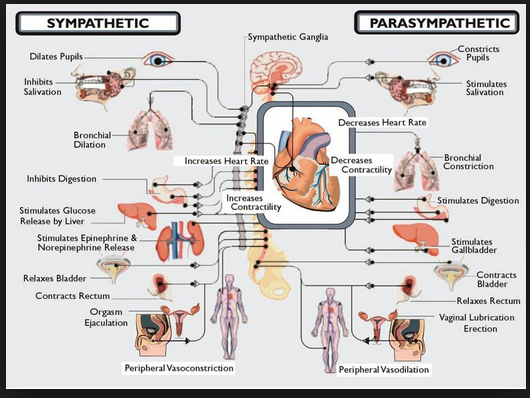 SYMPATHETIC
PARASYMPATHETIC
Sympathetic Ganglia
Dilates Pupils
Constricts
Pupils
Inhibits
Salivation
Stimulates
Salivation
Decreases Heart Rate
Bronchial
Dilation
Increases Heart Rate
Decreases
Contractility
Bronchial
Constriction
Inhibits Digestion
Increases
Contractility
Stimulates Digestion
Stimulates Glucose
Release by Liver
Stimulates Epinephrine &
Norepinephrine Release
Stimulates
Gallbladder
Relaxes Bladder
Contracts
Bladder
Contracts Rectum
Relaxes Rectum
Orgasm
Ejaculation
Vaginal Lubrication
Erection
Peripheral Vasoconstriction
Peripheral Vasodilation